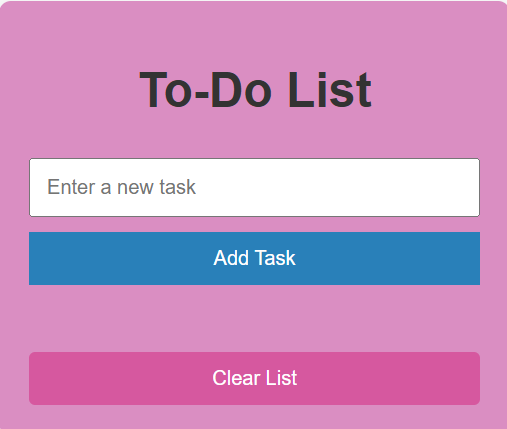 To-Do List
Enter a new task
Add Task
Clear List